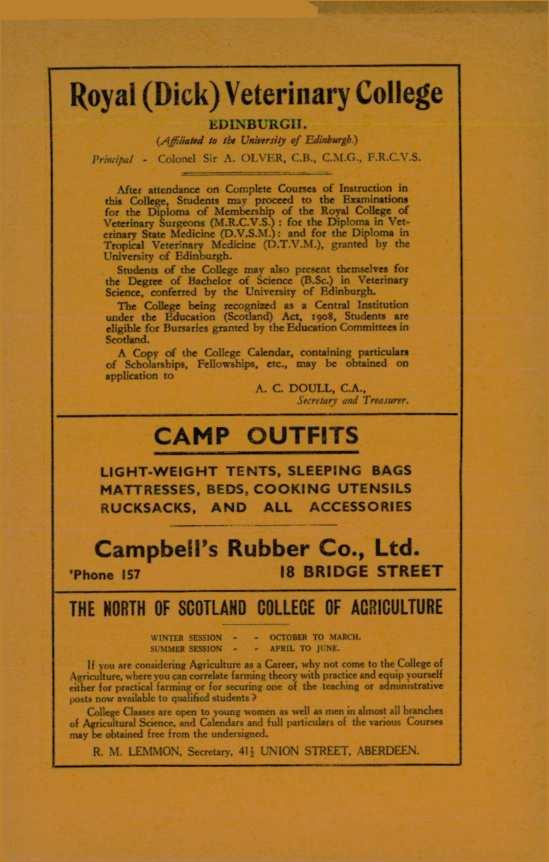 Royal (Dick) Veterinary College
EDINBURGH.
(Affiliated to the University of Edinburgh.)
Principal - Colonel Sir A. OLVER, C.B., C.M.G., F.R.C.V.S.
After attendance on Complete Courses of Instruction in
this College, Students may proceed to the Examinations
for the Diploma of Membership of the Royal College of
Veterinary Surgeons (M.R.C.V.S.) : for the Diploma in Vet-
erinary State Medicine (D.V.S.M.) : and for the Diploma in
Tropical Veterinary Medicine (D.T.V.M.), granted by the
University of Edinburgh.
Students of the College may also present themselves for
the Degree of Bachelor of Science (B.Sc.) in Veterinary
Science, conferred by the University of Edinburgh.
The College being recognized as a Central Institution
under the Education (Scotland) Act, 1908, Students are
eligible for Bursaries granted by the Education Committees in
Scotland.
A Copy of the College Calendar, containing particulars
of Scholarships, Fellowships, etc., may be obtained on
application to
A. C. DOULL, C.A.,
Secretary and Treasurer.
CAMP OUTFITS
LIGHT-WEIGHT TENTS, SLEEPING BAGS
MATTRESSES, BEDS, COOKING UTENSILS
RUCKSACKS, AND ALL ACCESSORIES
Campbell's Rubber Co., Ltd.
'Phone 157 18 BRIDGE STREET
THE NORTH OF SCOTLAND COLLEGE OF AGRICULTURE
WINTER SESSION - - OCTOBER TO MARCH.
SUMMER SESSION - - APRIL TO JUNE.
If you are considering Agriculture as a Career, why not come to the College of
Agriculture, where you can correlate farming theory with practice and equip yourself
either for practical farming or for securing one of the teaching or administrative
posts now available to qualified students ?
College Classes are open to young women as well as men in almost all branches
of Agricultural Science, and Calendars and full particulars of the various Courses
may be obtained free from the undersigned.
R. M. LEMMON, Secretary, 41½ UNION STREET, ABERDEEN.